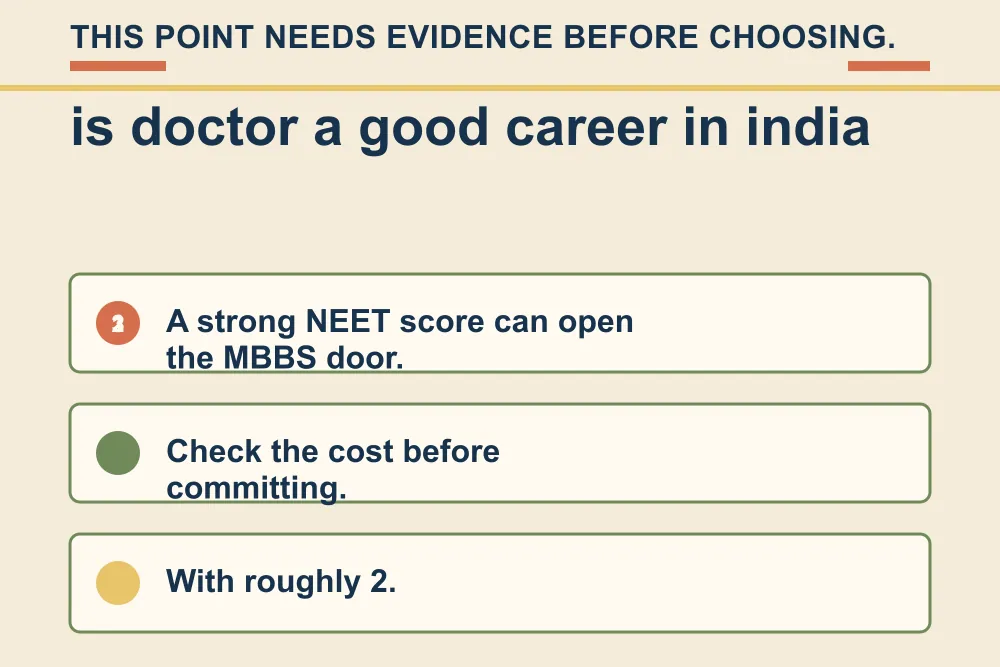 THIS POINT NEEDS EVIDENCE BEFORE CHOOSING.
is doctor a good career in india
A strong NEET score can open
the MBBS door.
Check the cost before
committing.
With roughly 2.